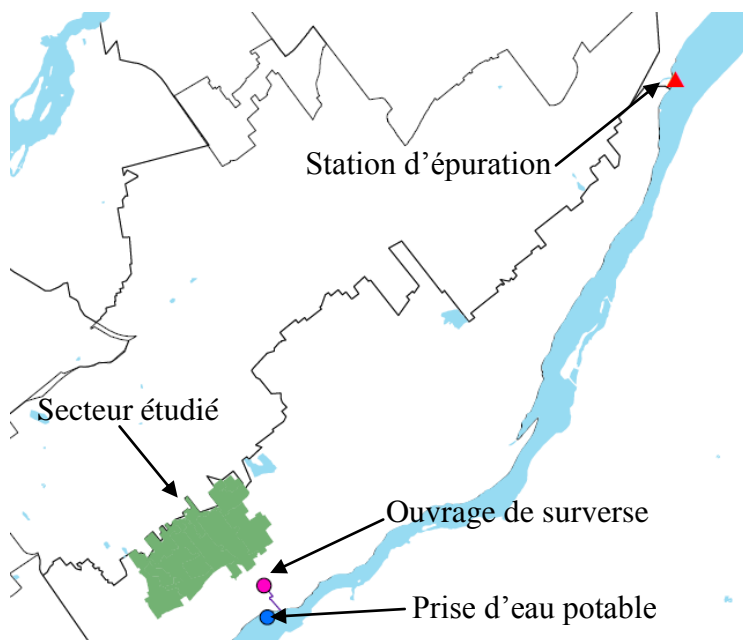 Station d’épuration
Secteur étudié
Ouvrage de surverse
Prise d’eau potable